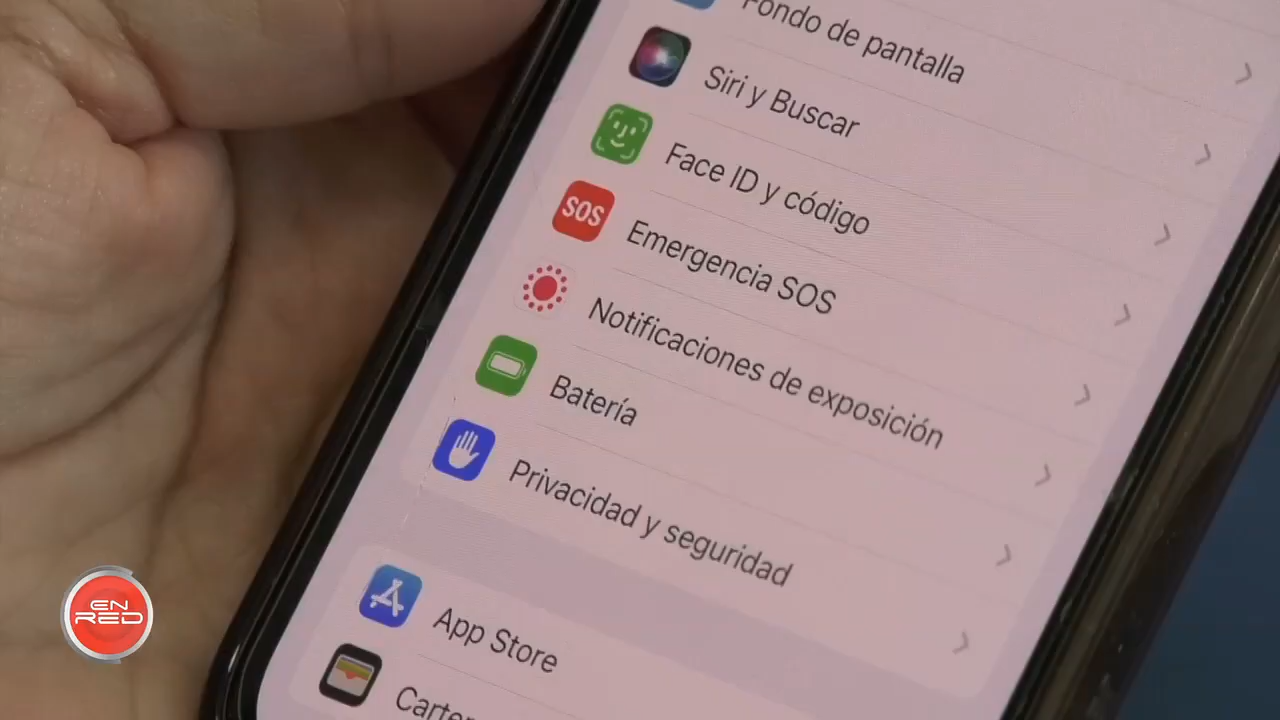 Fondo de pantalla
Siri y Buscar
Face ID y código
SOS
Emergencia SOS
Notificaciones de exposición
Batería
Privacidad y seguridad
App Store
EN
RED